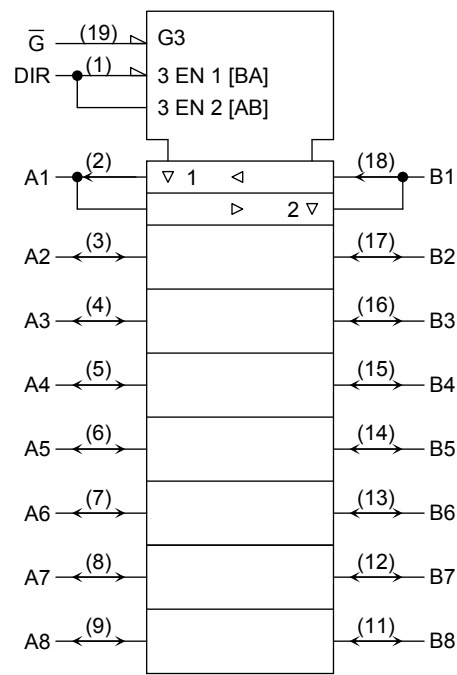 G̅ (19) G3
DIR (1) 3 EN 1 [BA]
3 EN 2 [AB]
A1 (2) ▽ 1 ◁ (18) B1
▷ 2 ▽
A2 (3) (17) B2
A3 (4) (16) B3
A4 (5) (15) B4
A5 (6) (14) B5
A6 (7) (13) B6
A7 (8) (12) B7
A8 (9) (11) B8